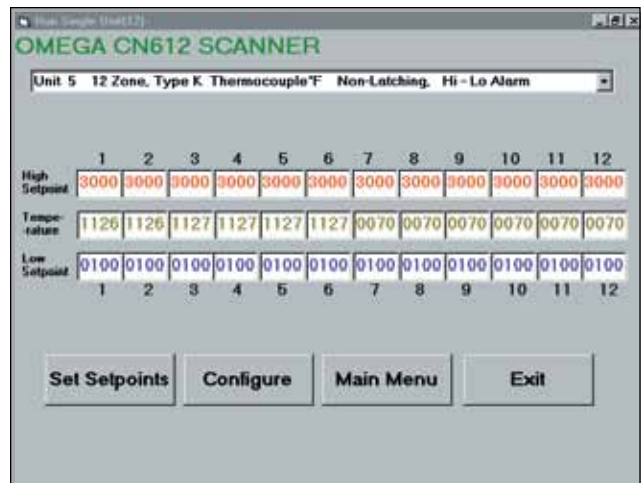 Run Single Unit(12)
OMEGA CN612 SCANNER
Unit 5 12 Zone, Type K Thermocouple°F Non-Latching, Hi - Lo Alarm
1 2 3 4 5 6 7 8 9 10 11 12
High
Setpoint 3000 3000 3000 3000 3000 3000 3000 3000 3000 3000 3000 3000
Tempe-
-rature 1126 1126 1127 1127 1127 1127 0070 0070 0070 0070 0070 0070
Low
Setpoint 0100 0100 0100 0100 0100 0100 0100 0100 0100 0100 0100 0100
1 2 3 4 5 6 7 8 9 10 11 12
Set Setpoints Configure Main Menu Exit